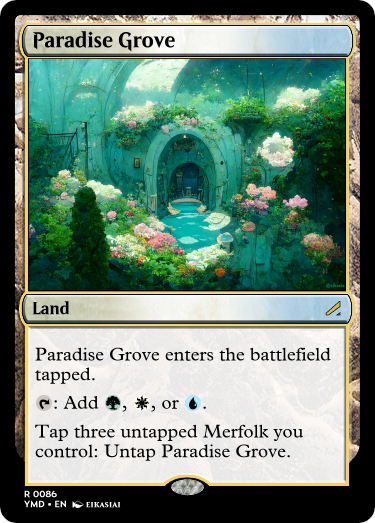 Paradise Grove
Land
Paradise Grove enters the battlefield
tapped.
: Add , , or .
Tap three untapped Merfolk you
control: Untap Paradise Grove.
R 0086
YMD • EN EIKASIAI